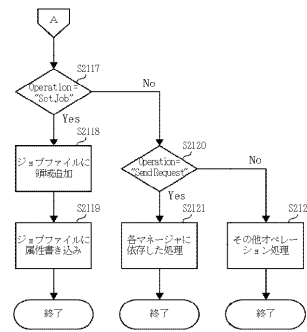 A
S2117
Operation=
"SetJob"
No
Yes
S2118
ジョブファイルに
領域追加
S2120
Operation=
"SendRequest"
No
Yes
S2119
ジョブファイルに
属性書き込み
S2121
各マネージャに
依存した処理
S212
その他オペレー
ション処理
終了
終了
終了